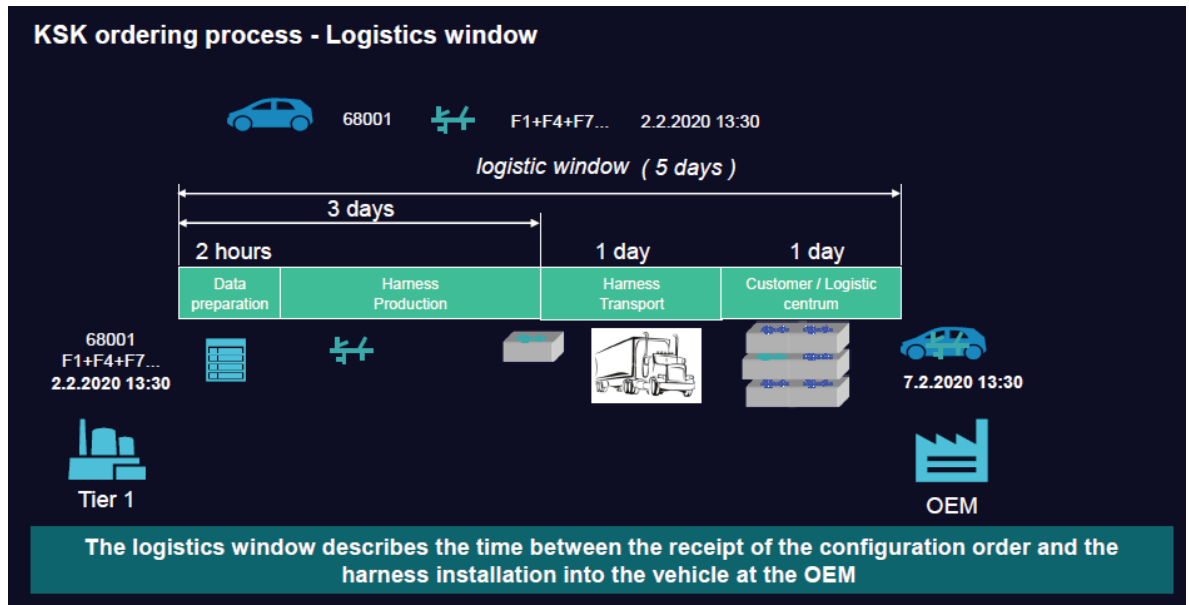 KSK ordering process - Logistics window
68001
F1+F4+F7...
2.2.2020 13:30
logistic window ( 5 days )
3 days
2 hours
1 day
1 day
Data
preparation
Harness
Production
Harness
Transport
Customer / Logistic
centrum
68001
F1+F4+F7...
2.2.2020 13:30
7.2.2020 13:30
Tier 1
OEM
The logistics window describes the time between the receipt of the configuration order and the
harness installation into the vehicle at the OEM